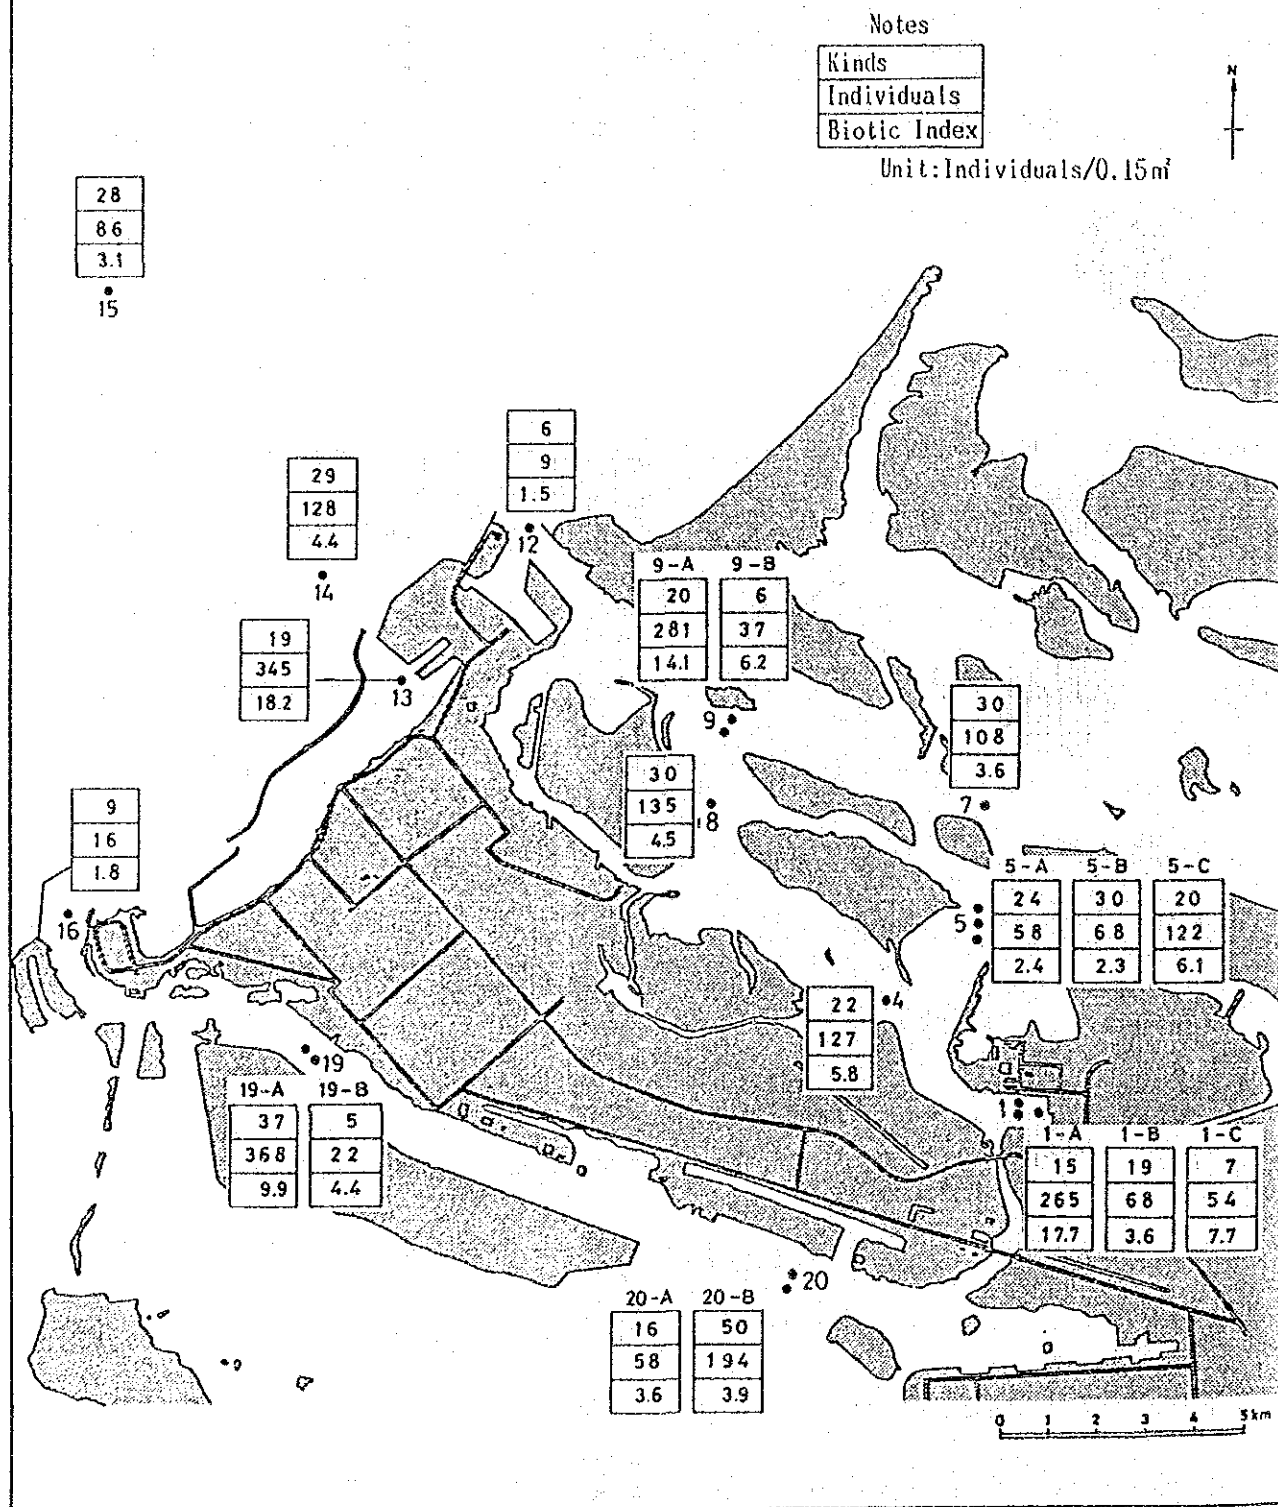 Notes
Kinds
Individuals
Biotic Index
Unit:Individuals/0.15㎡
N
28
86
3.1
15
6
9
1.5
12
29
128
4.4
14
9-A 9-B
20 6
281 37
14.1 6.2
9
19
345
18.2
13
30
108
3.6
7
30
135
4.5
8
9
16
1.8
16
5-A 5-B 5-C
24 30 20
58 68 122
2.4 2.3 6.1
5
22
127
5.8
4
19
19-A 19-B
37 5
368 22
9.9 4.4
1
1-A 1-B 1-C
15 19 7
265 68 54
17.7 3.6 7.7
20
20-A 20-B
16 50
58 194
3.6 3.9
0 1 2 3 4 5km